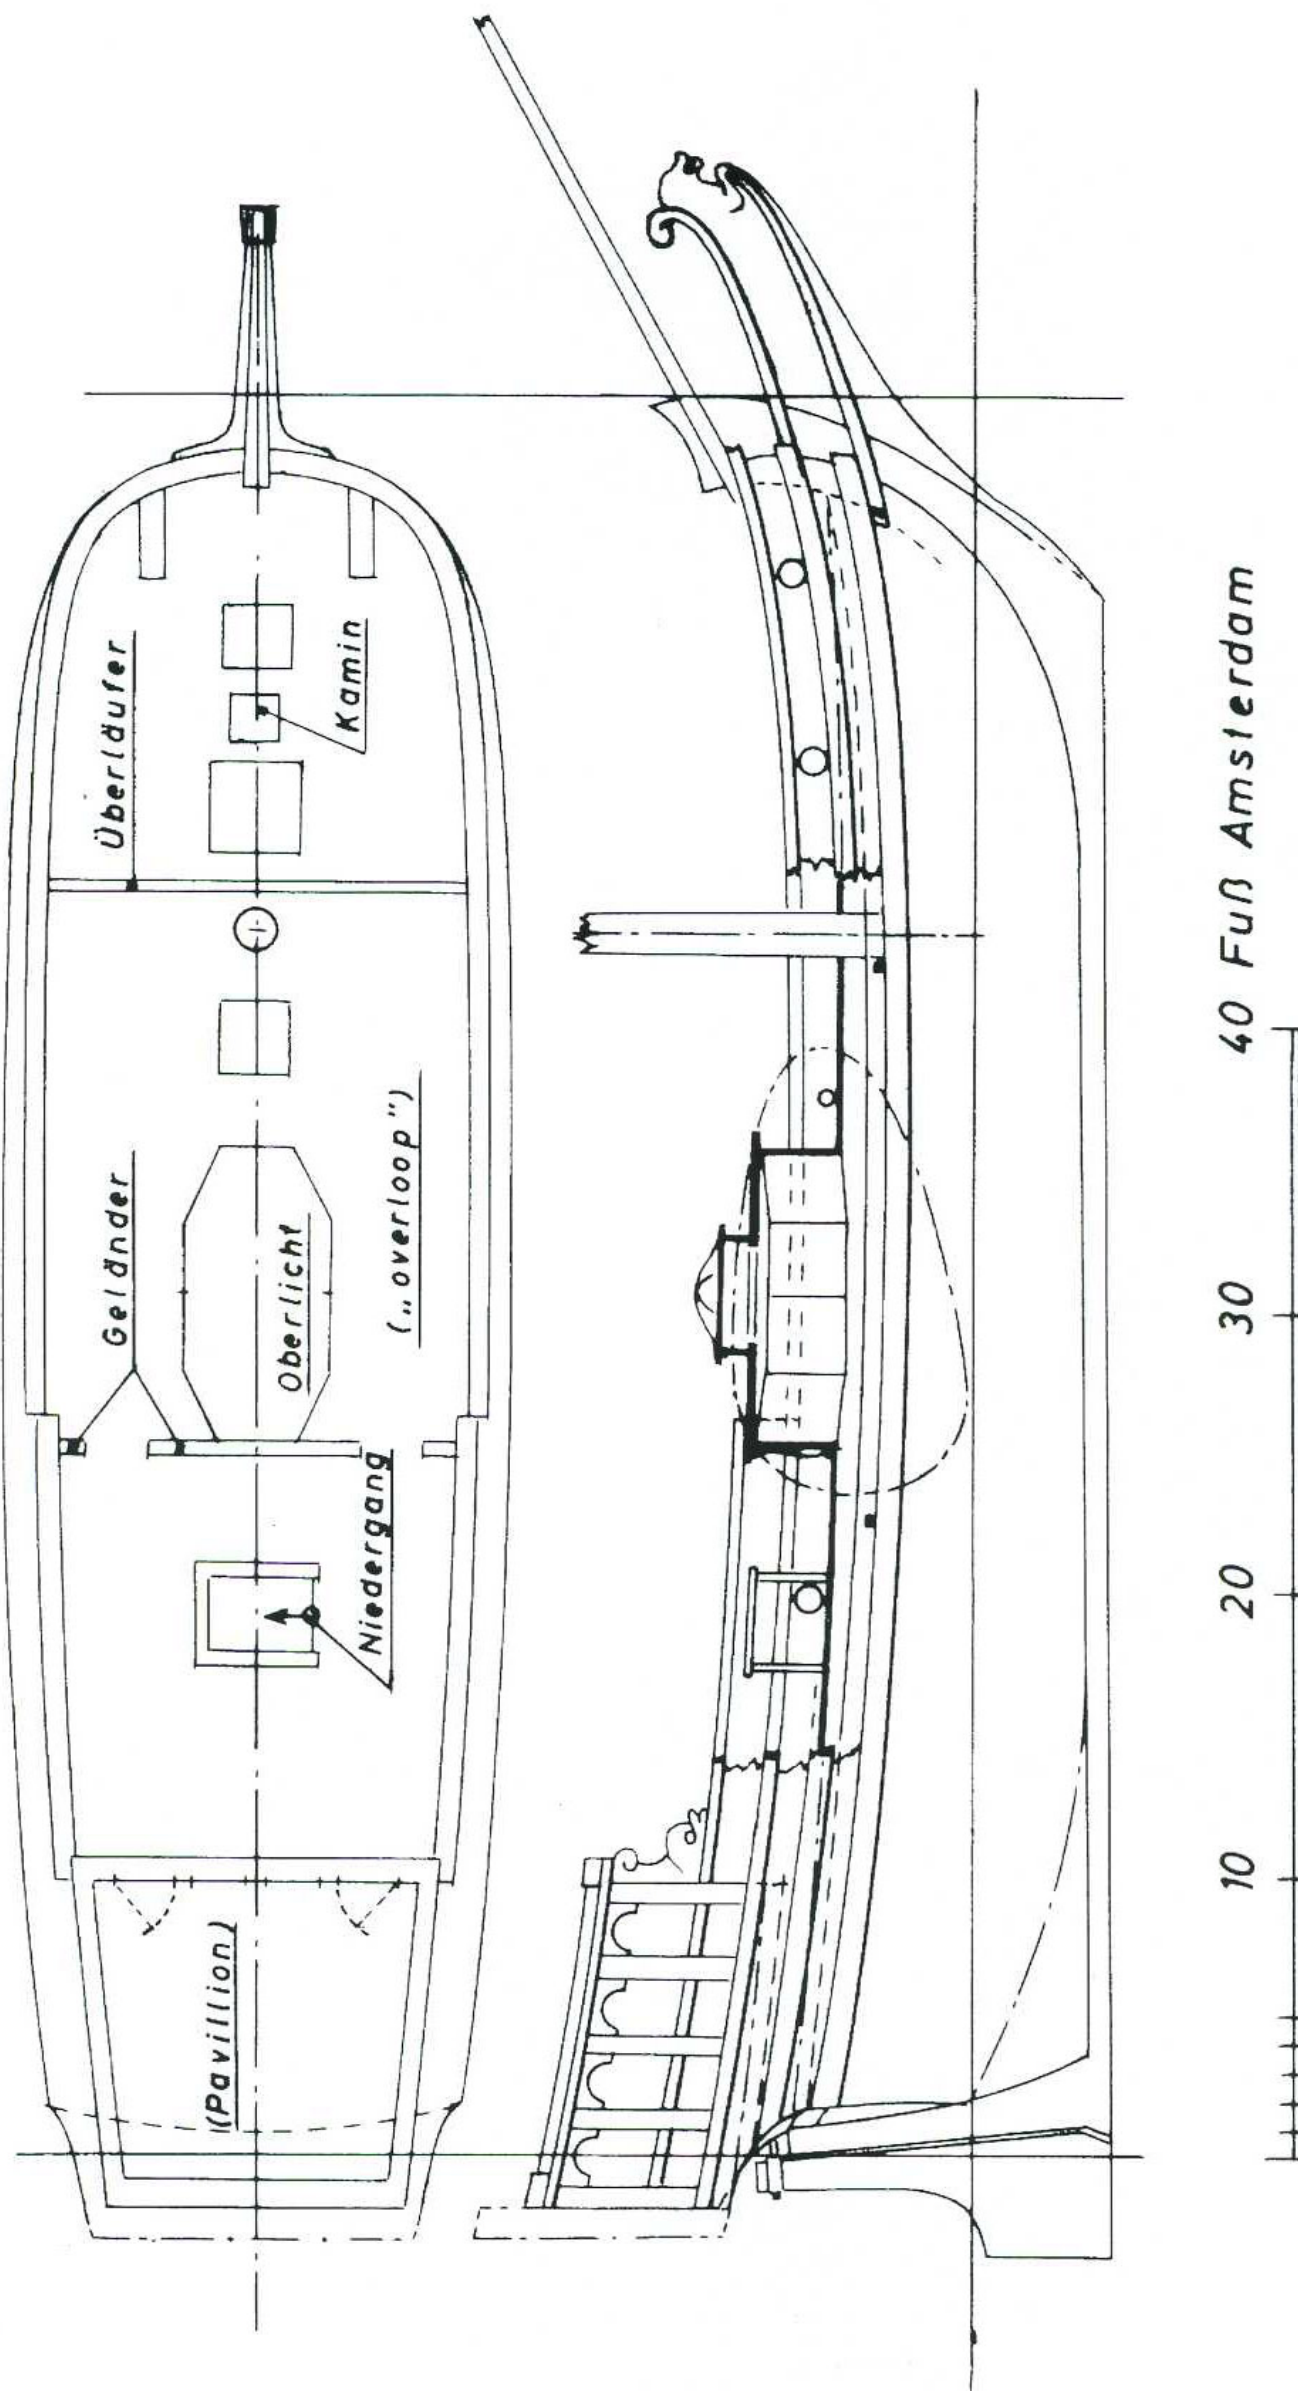 Überläufer
Kamin
Geländer
Oberlicht
(„overloop")
Niedergang
((Pavillion)
10 20 30 40 Fuß Amsterdam